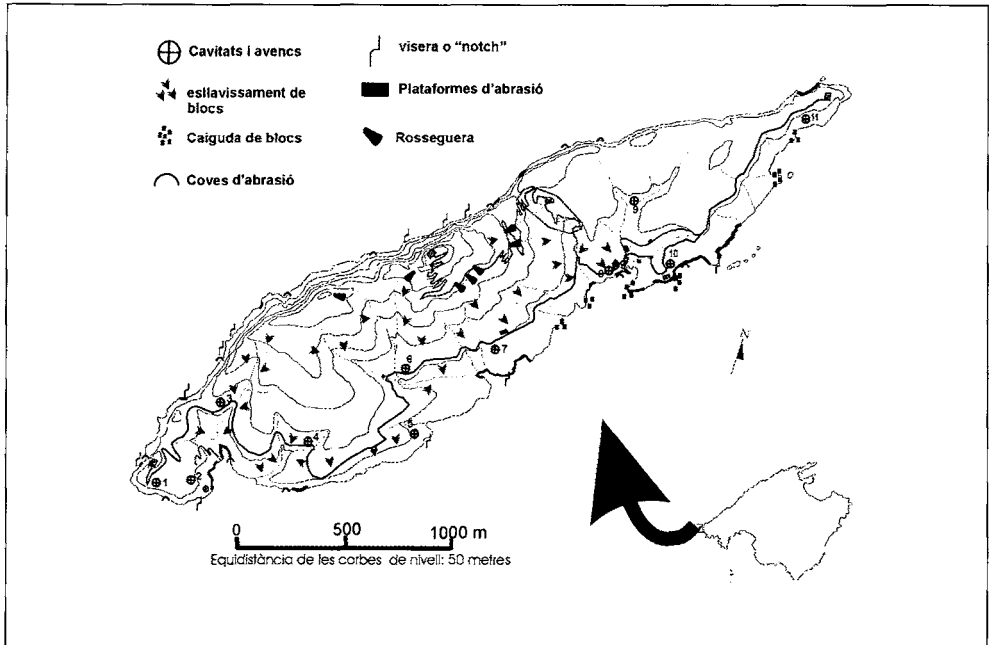 Cavitats i avencs
esllavissament de
blocs
Caiguda de blocs
Coves d'abrasió
visera o "notch"
Plataformes d'abrasió
Rosseguera
11
9
10
7
6
5
3
4
1
2
N
0 500 1000 m
Equidistància de les corbes de nivell: 50 metres